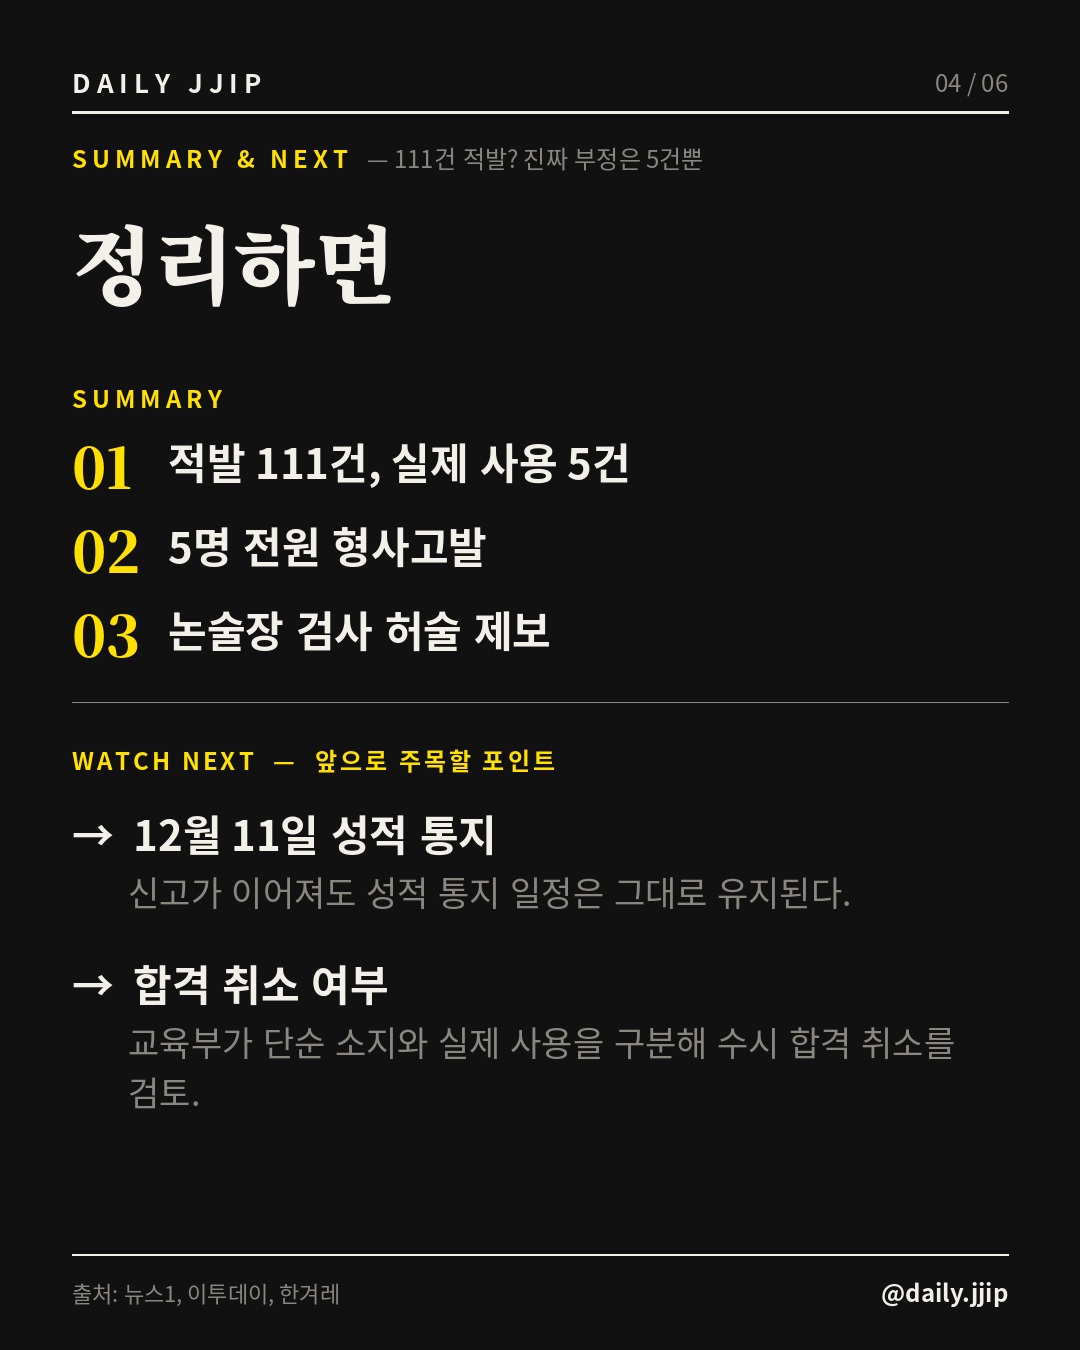 DAILY JJIP
04 / 06
SUMMARY & NEXT — 111건 적발? 진짜 부정은 5건뿐
정리하면
SUMMARY
01 적발 111건, 실제 사용 5건
02 5명 전원 형사고발
03 논술장 검사 허술 제보
WATCH NEXT — 앞으로 주목할 포인트
→ 12월 11일 성적 통지
신고가 이어져도 성적 통지 일정은 그대로 유지된다.
→ 합격 취소 여부
교육부가 단순 소지와 실제 사용을 구분해 수시 합격 취소를
검토.
출처: 뉴스1, 이투데이, 한겨레
@daily.jjip